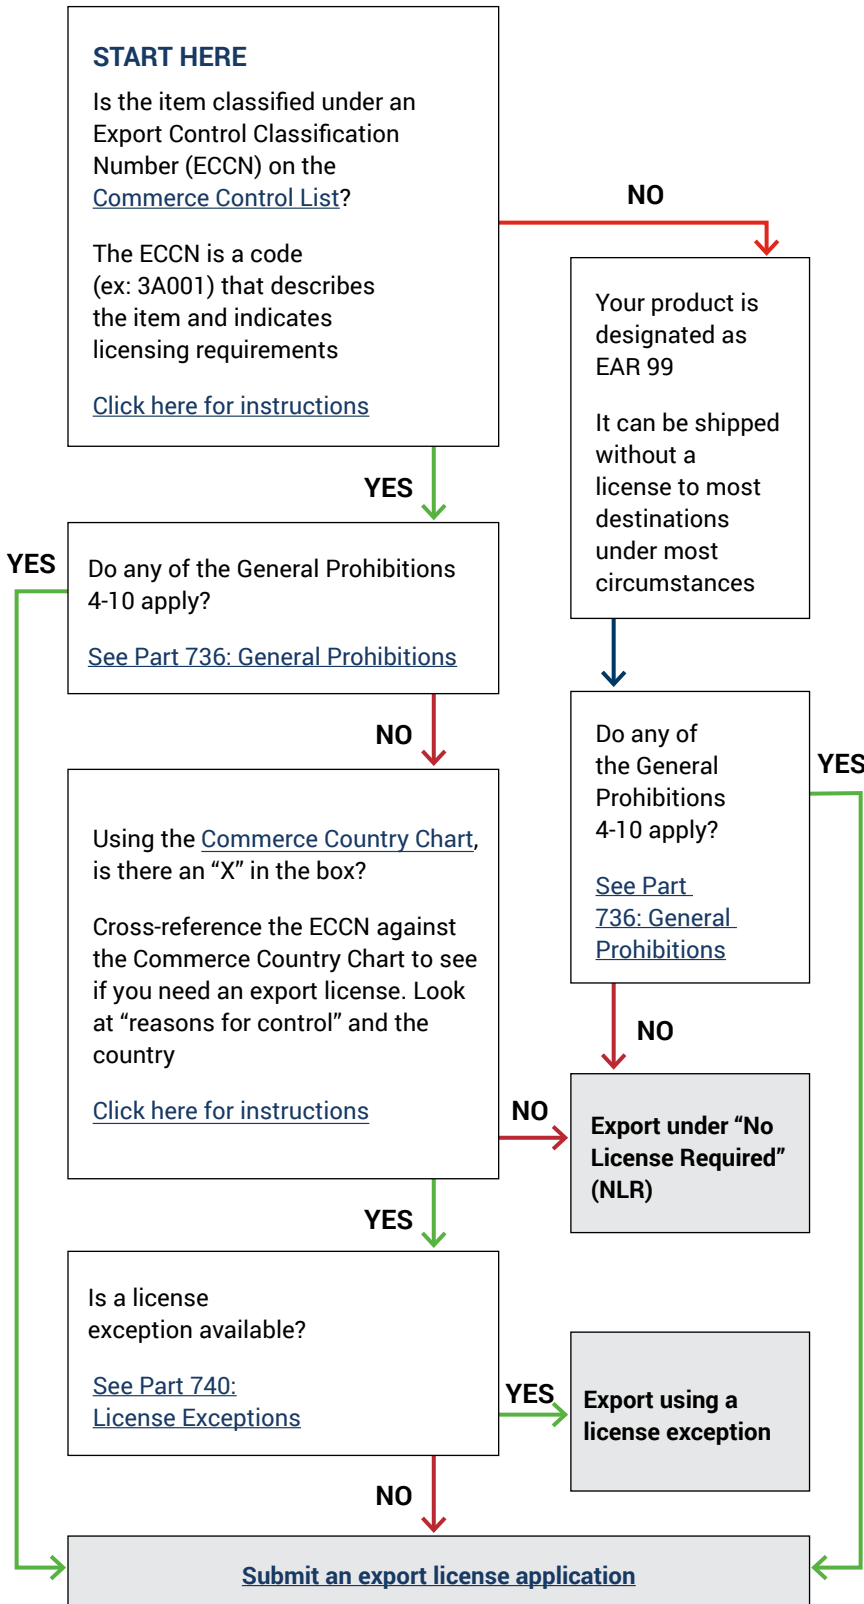 START HERE
Is the item classified under an
Export Control Classification
Number (ECCN) on the
Commerce Control List?
The ECCN is a code
(ex: 3A001) that describes
the item and indicates
licensing requirements
Click here for instructions
NO
Your product is
designated as
EAR 99
It can be shipped
without a
license to most
destinations
under most
circumstances
YES
YES
Do any of the General Prohibitions
4-10 apply?
See Part 736: General Prohibitions
NO
Do any of
the General
Prohibitions
4-10 apply?
See Part
736: General
Prohibitions
YES
NO
Using the Commerce Country Chart,
is there an “X” in the box?
Cross-reference the ECCN against
the Commerce Country Chart to see
if you need an export license. Look
at “reasons for control” and the
country
Click here for instructions
NO
Export under “No
License Required”
(NLR)
YES
Is a license
exception available?
See Part 740:
License Exceptions
YES
Export using a
license exception
NO
Submit an export license application